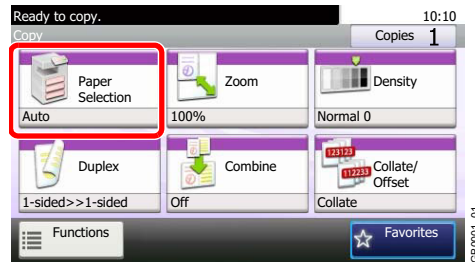 Ready to copy.
10:10
Copy
Copies 1
Paper
Selection
Auto
Zoom
100%
Density
Normal 0
Duplex
1-sided>>1-sided
Combine
Off
123123
112233
Collate/
Offset
Collate
Functions
Favorites